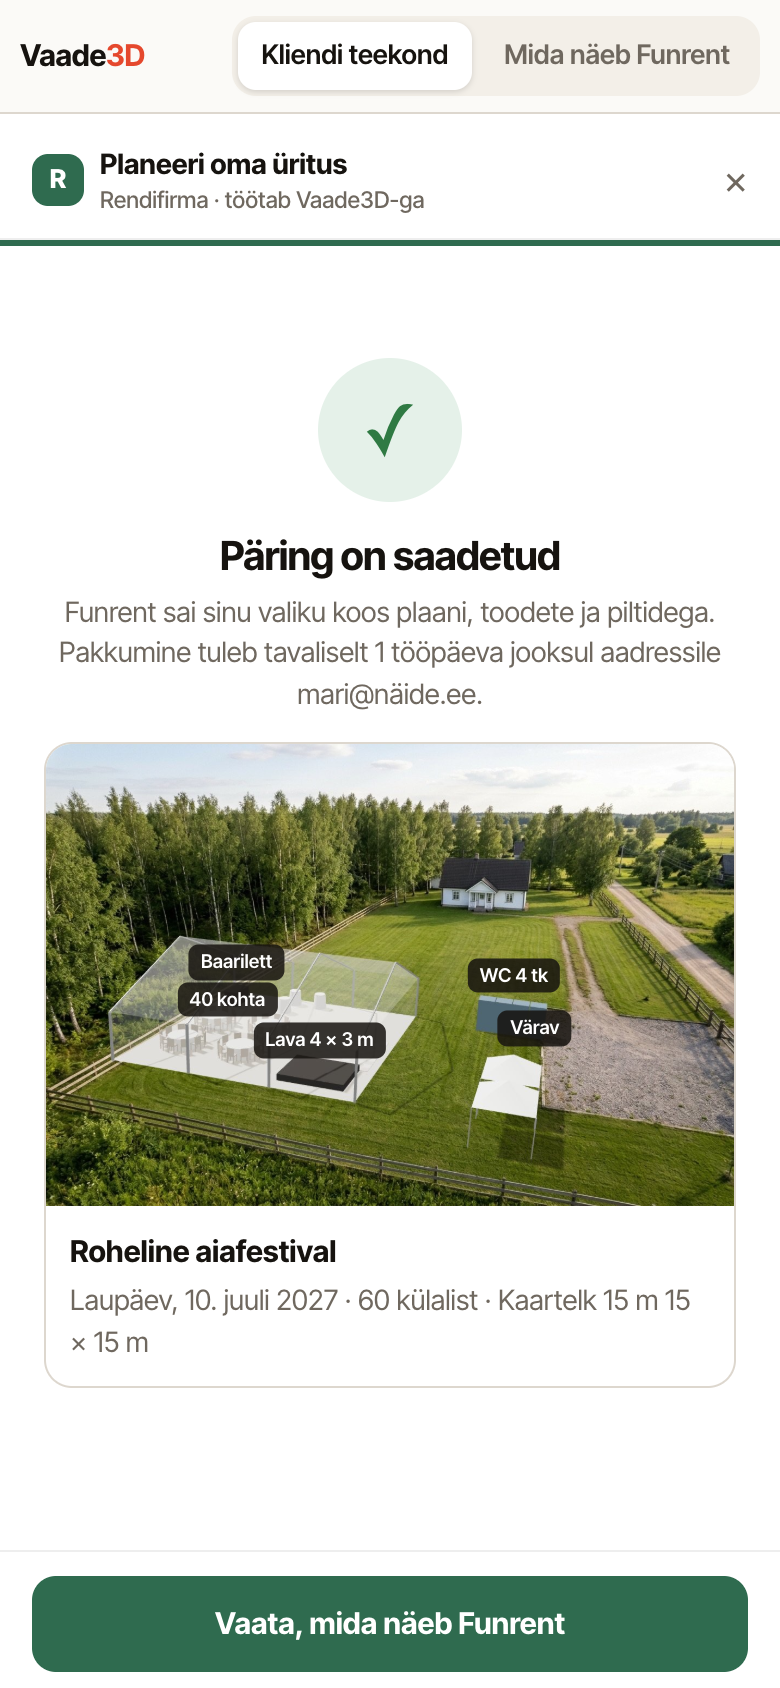 Vaade3D
Kliendi teekond
Mida näeb Funrent
R
Planeeri oma üritus
Rendifirma · töötab Vaade3D-ga
×
✓
Päring on saadetud
Funrent sai sinu valiku koos plaani, toodete ja piltidega.
Pakkumine tuleb tavaliselt 1 tööpäeva jooksul aadressile
mari@näide.ee.
Baarilett
40 kohta
Lava 4 × 3 m
WC 4 tk
Värav
Roheline aiafestival
Laupäev, 10. juuli 2027 · 60 külalist · Kaartelk 15 m 15
× 15 m
Vaata, mida näeb Funrent